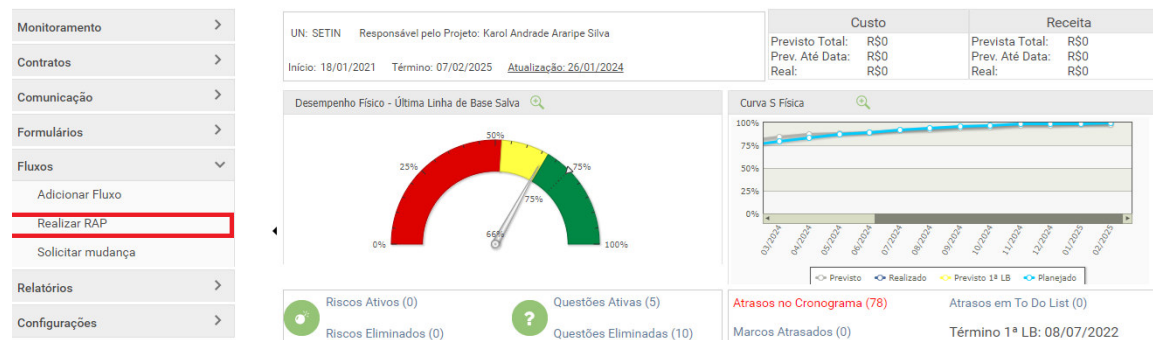 Monitoramento
Contratos
Comunicação
Formulários
Fluxos
Adicionar Fluxo
Realizar RAP
Solicitar mudança
Relatórios
Configurações
UN: SETIN Responsável pelo Projeto: Karol Andrade Araripe Silva
Início: 18/01/2021 Término: 07/02/2025 Atualização: 26/01/2024
Custo
Previsto Total: R$0
Prev. Até Data: R$0
Real: R$0
Receita
Prevista Total: R$0
Prev. Até Data: R$0
Real: R$0
Desempenho Físico - Última Linha de Base Salva
50%
25% 75%
75%
66%
0% 100%
Curva S Física
100%
75%
50%
25%
0%
03/2024 04/2024 05/2024 06/2024 07/2024 08/2024 09/2024 10/2024 11/2024 12/2024 01/2025 02/2025
Previsto Realizado Previsto 1ª LB Planejado
Riscos Ativos (0)
Riscos Eliminados (0)
?
Questões Ativas (5)
Questões Eliminadas (10)
Atrasos no Cronograma (78) Atrasos em To Do List (0)
Marcos Atrasados (0) Término 1ª LB: 08/07/2022